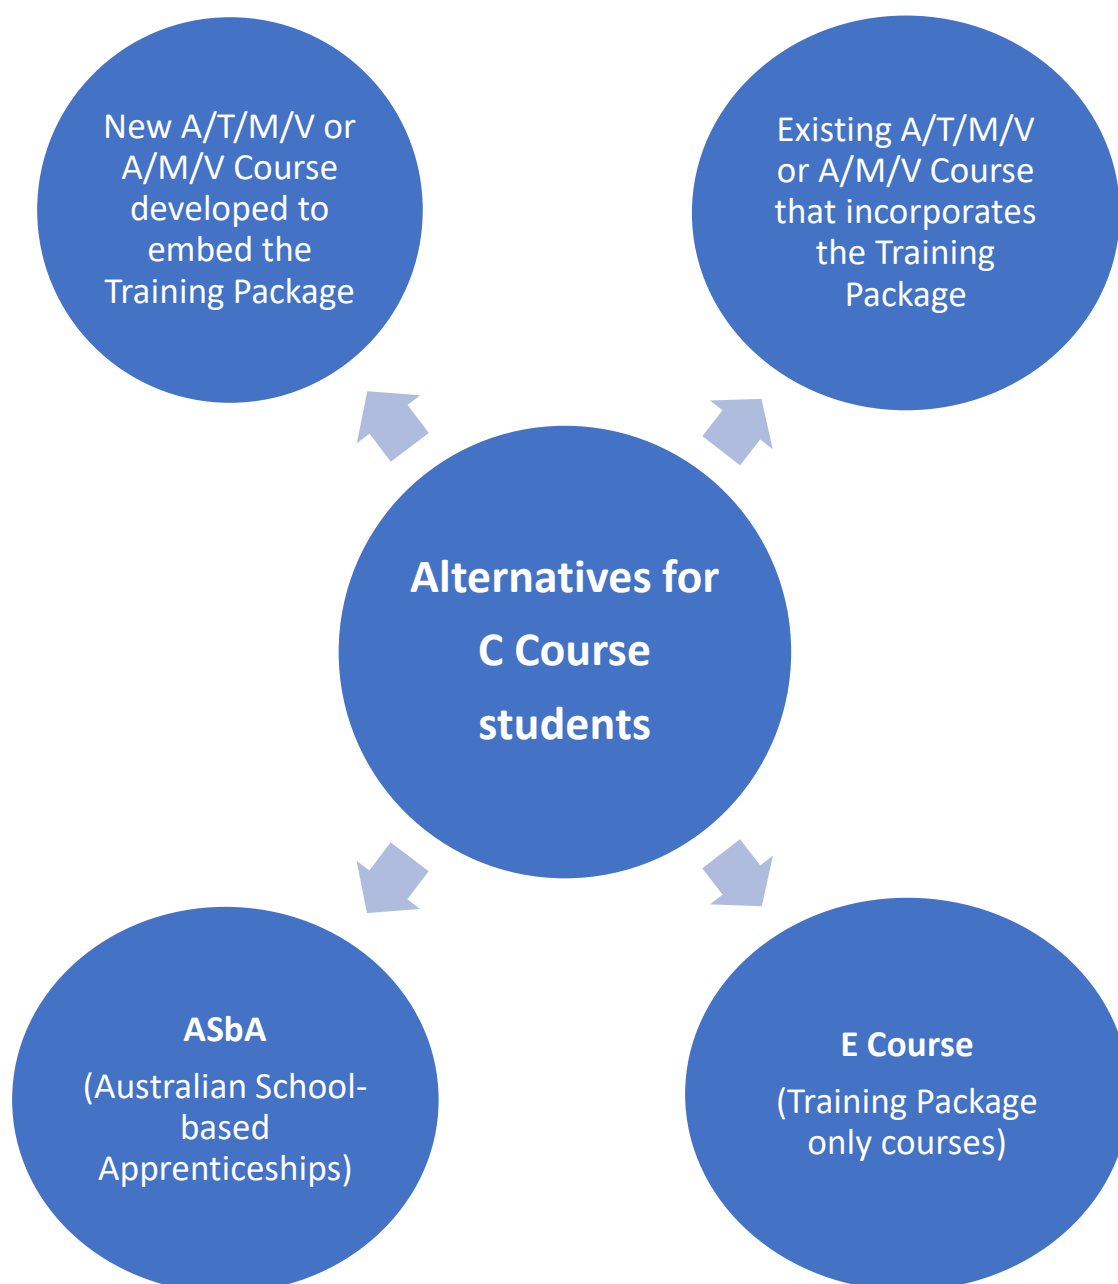 New A/T/M/V or
A/M/V Course
developed to
embed the
Training Package
Existing A/T/M/V
or A/M/V Course
that incorporates
the Training
Package
Alternatives for
C Course
students
ASbA
(Australian School-
based
Apprenticeships)
E Course
(Training Package
only courses)